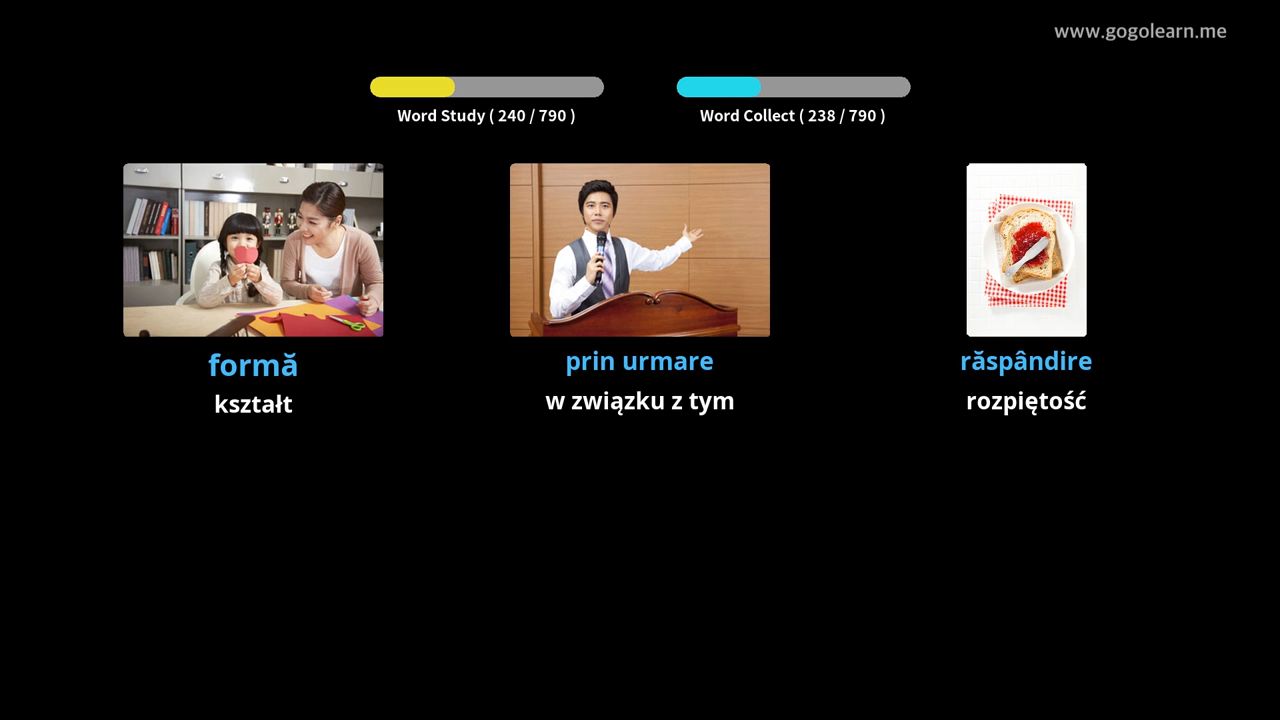 www.gogolearn.me
Word Study ( 240 / 790 )
Word Collect ( 238 / 790 )
formă
prin urmare
răspândire
kształt
w związku z tym
rozpiętość